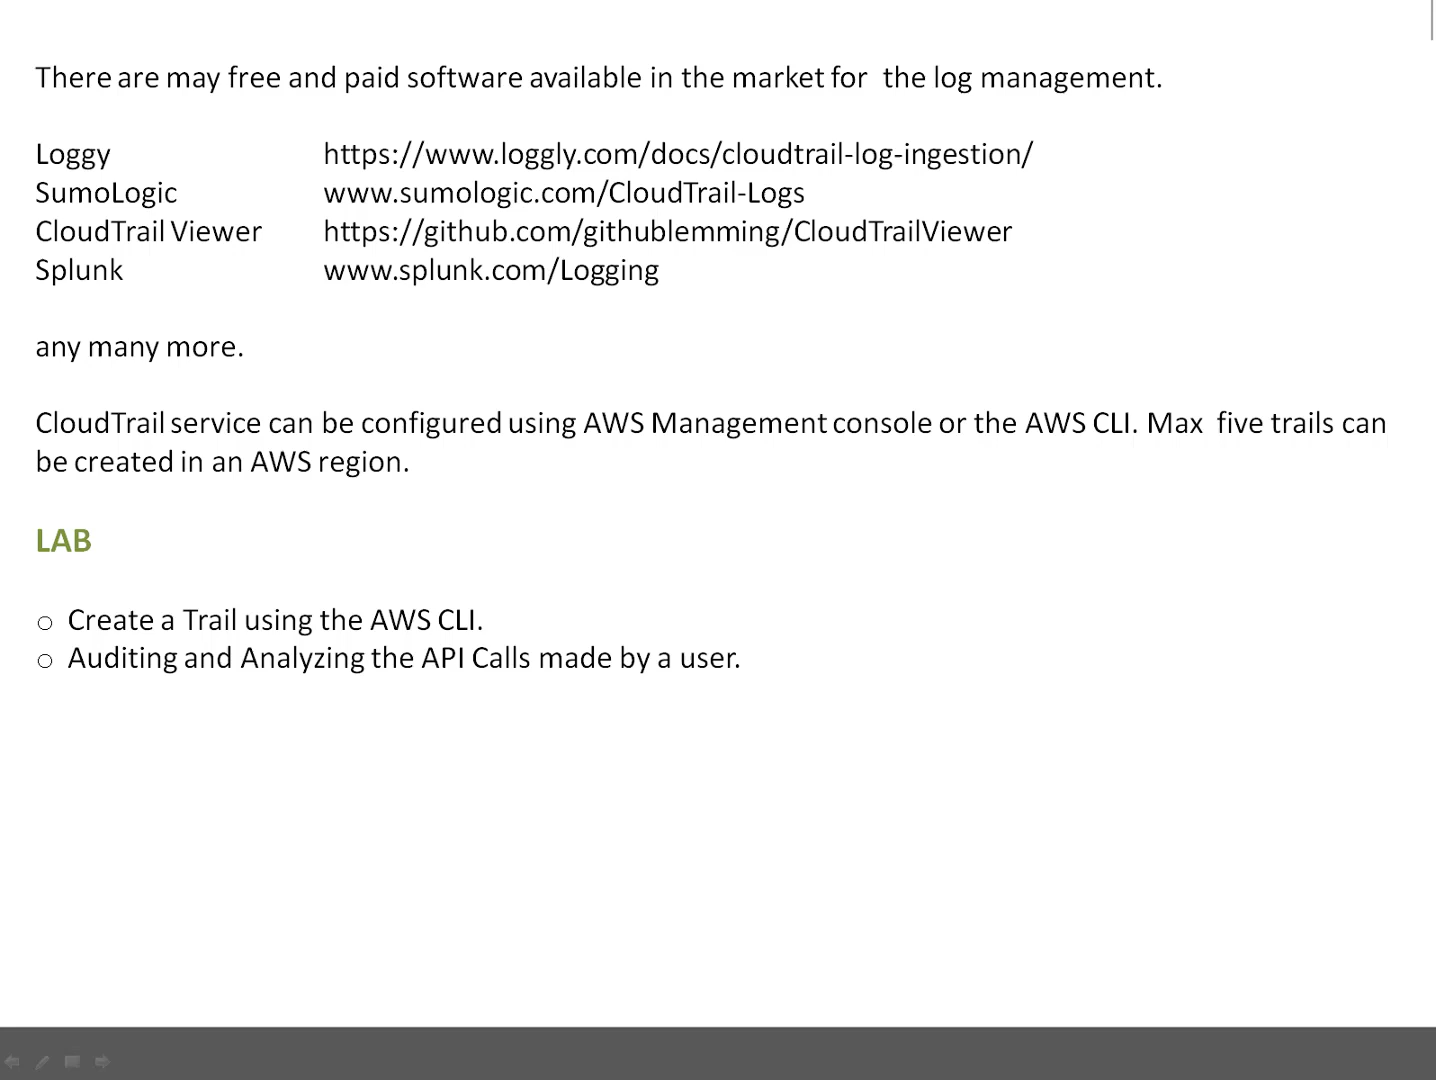 There are may free and paid software available in the market for  the log management.
Loggy https://www.loggly.com/docs/cloudtrail-log-ingestion/
SumoLogic www.sumologic.com/CloudTrail-Logs
CloudTrail Viewer https://github.com/githublemming/CloudTrailViewer
Splunk www.splunk.com/Logging
any many more.
CloudTrail service can be configured using AWS Management console or the AWS CLI. Max  five trails can
be created in an AWS region.
LAB
○ Create a Trail using the AWS CLI.
○ Auditing and Analyzing the API Calls made by a user.